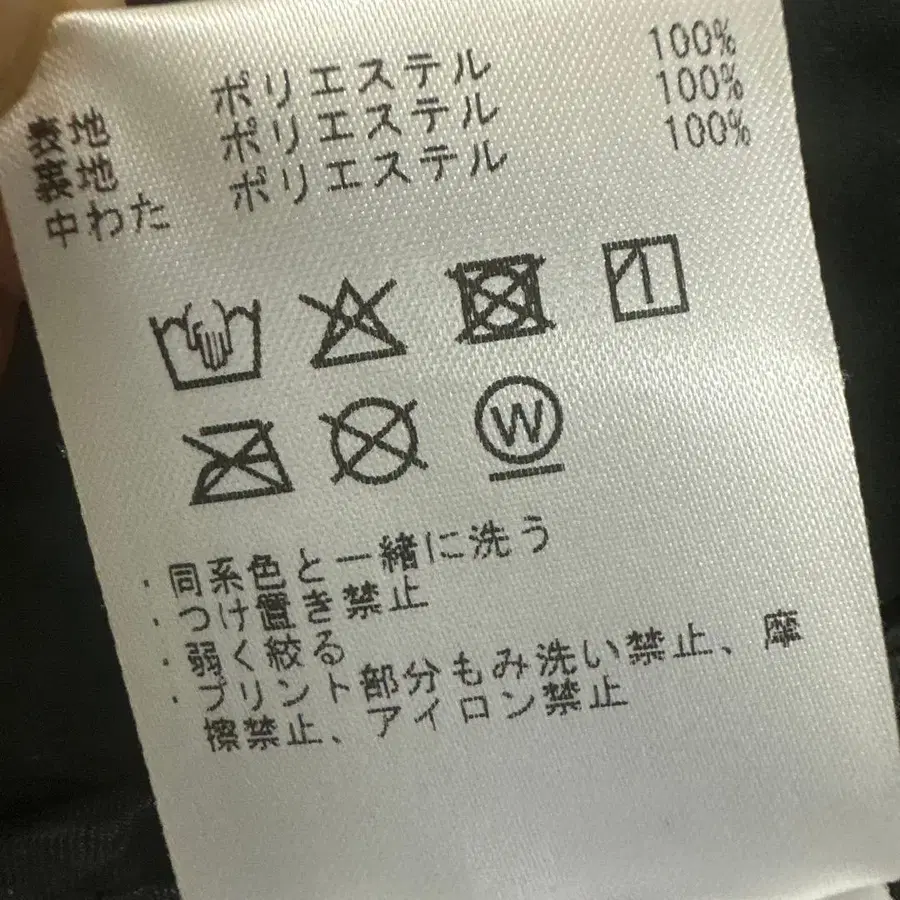 表地 ポリエステル 100%
裏地 ポリエステル 100%
中わた ポリエステル 100%
W
・同系色と一緒に洗う
・つけ置き禁止
・弱く絞る
・プリント部分もみ洗い禁止、摩
擦禁止、アイロン禁止